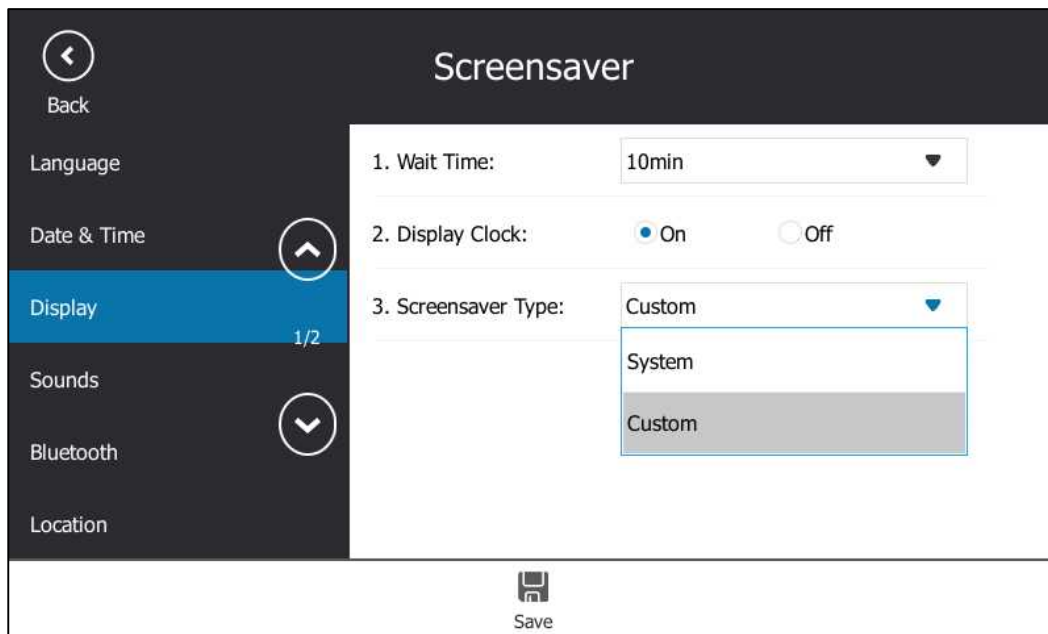 Back
Screensaver
Language
Date & Time
Display
1/2
Sounds
Bluetooth
Location
1. Wait Time: 10min
2. Display Clock: On Off
3. Screensaver Type: Custom
System
Custom
Save